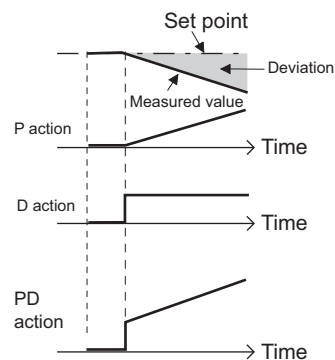 Set point
Deviation
Measured value
P action
Time
D action
Time
PD
action
Time